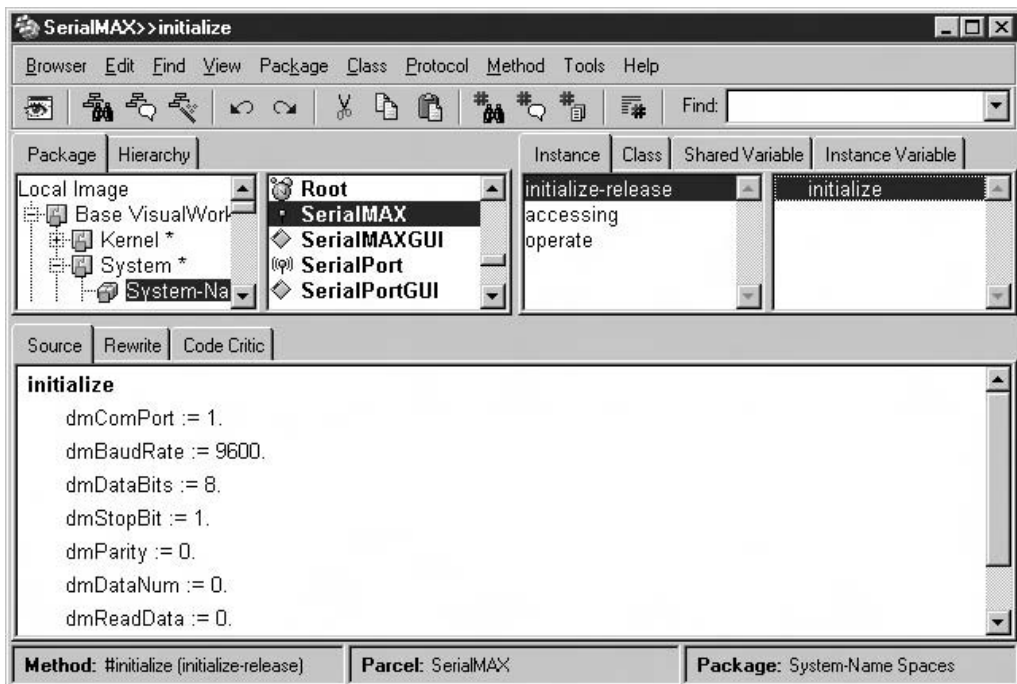 SerialMAX>>initialize
Browser Edit Find View Package Class Protocol Method Tools Help
Find:
Package Hierarchy
Instance Class Shared Variable Instance Variable
Local Image
Base VisualWork
Kernel *
System *
System-Na
Root
SerialMAX
SerialMAXGUI
SerialPort
SerialPortGUI
initialize-release
accessing
operate
initialize
Source Rewrite Code Critic
initialize
dmComPort := 1.
dmBaudRate := 9600.
dmDataBits := 8.
dmStopBit := 1.
dmParity := 0.
dmDataNum := 0.
dmReadData := 0.
Method: #initialize (initialize-release) Parcel: SerialMAX Package: System-Name Spaces